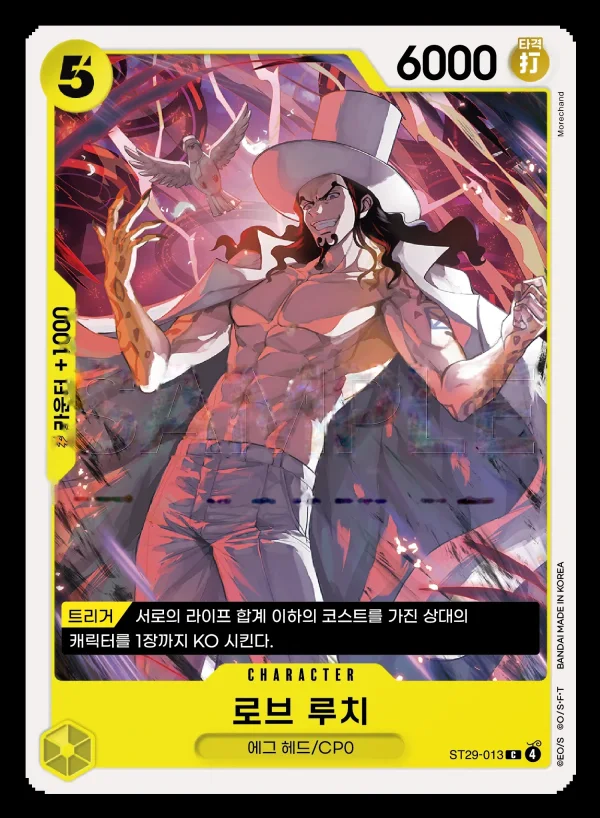 5
6000
타격
打
Morechand
카운터 +1000
SAMPLE
트리거 서로의 라이프 합계 이하의 코스트를 가진 상대의
캐릭터를 1장까지 KO 시킨다.
CHARACTER
로브 루치
에그 헤드/CP0
ST29-013 C 4
©EO/S ©O/S·F·T BANDAI MADE IN KOREA